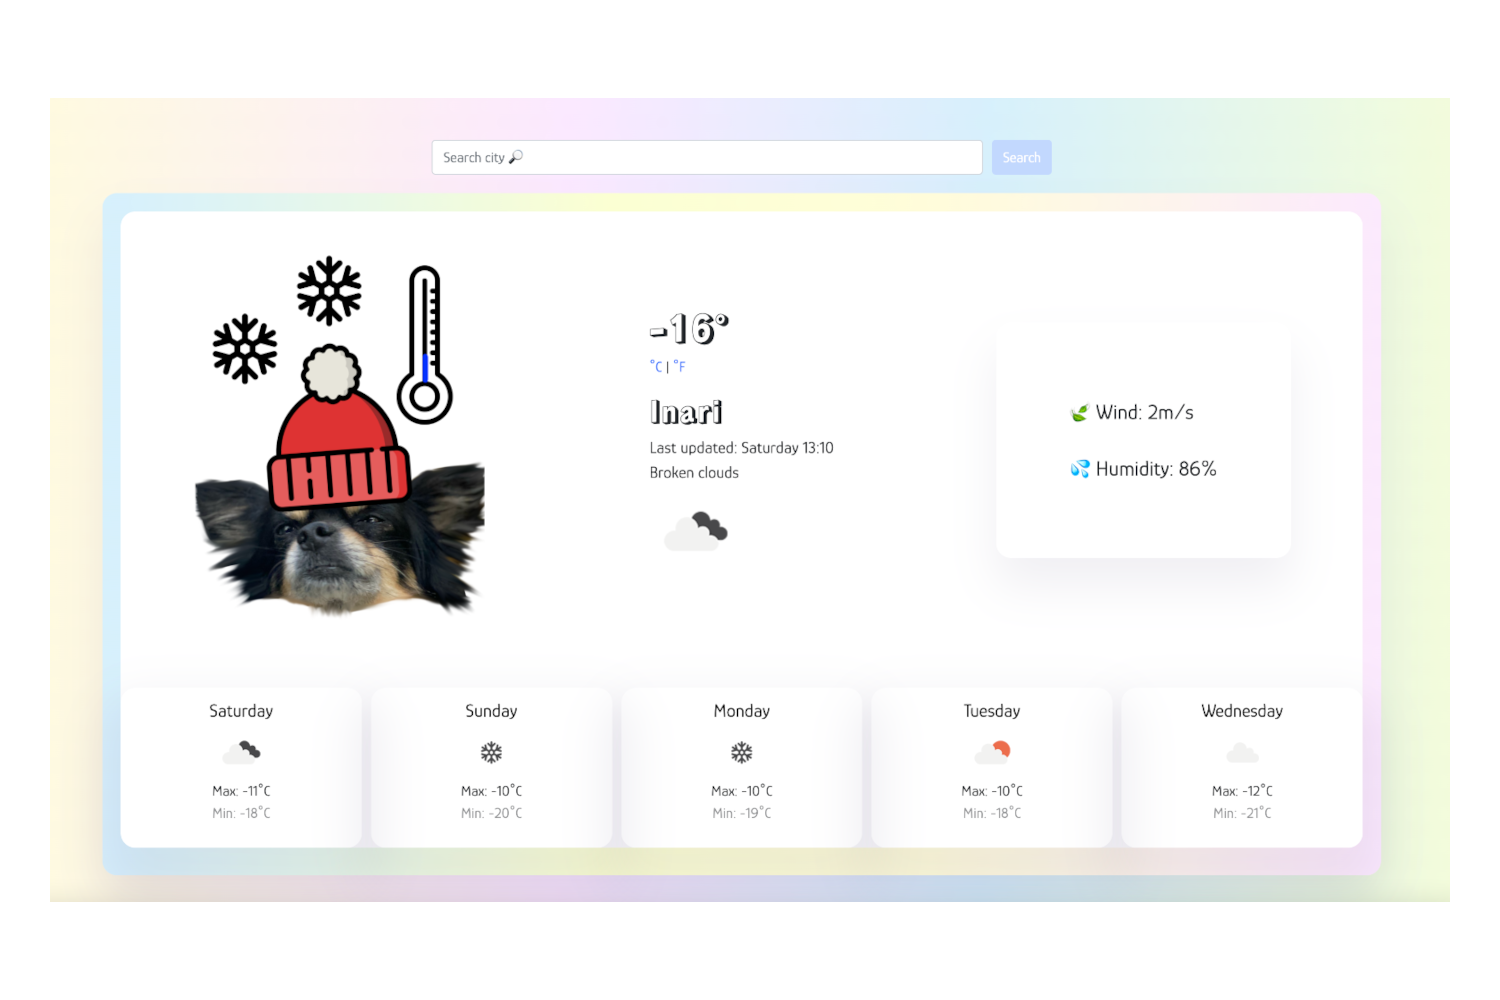 Search city 🔎
Search
-16°
°C | °F
Inari
Last updated: Saturday 13:10
Broken clouds
🍃 Wind: 2m/s
💦 Humidity: 86%
Saturday
Max: -11°C
Min: -18°C
Sunday
Max: -10°C
Min: -20°C
Monday
Max: -10°C
Min: -19°C
Tuesday
Max: -10°C
Min: -18°C
Wednesday
Max: -12°C
Min: -21°C